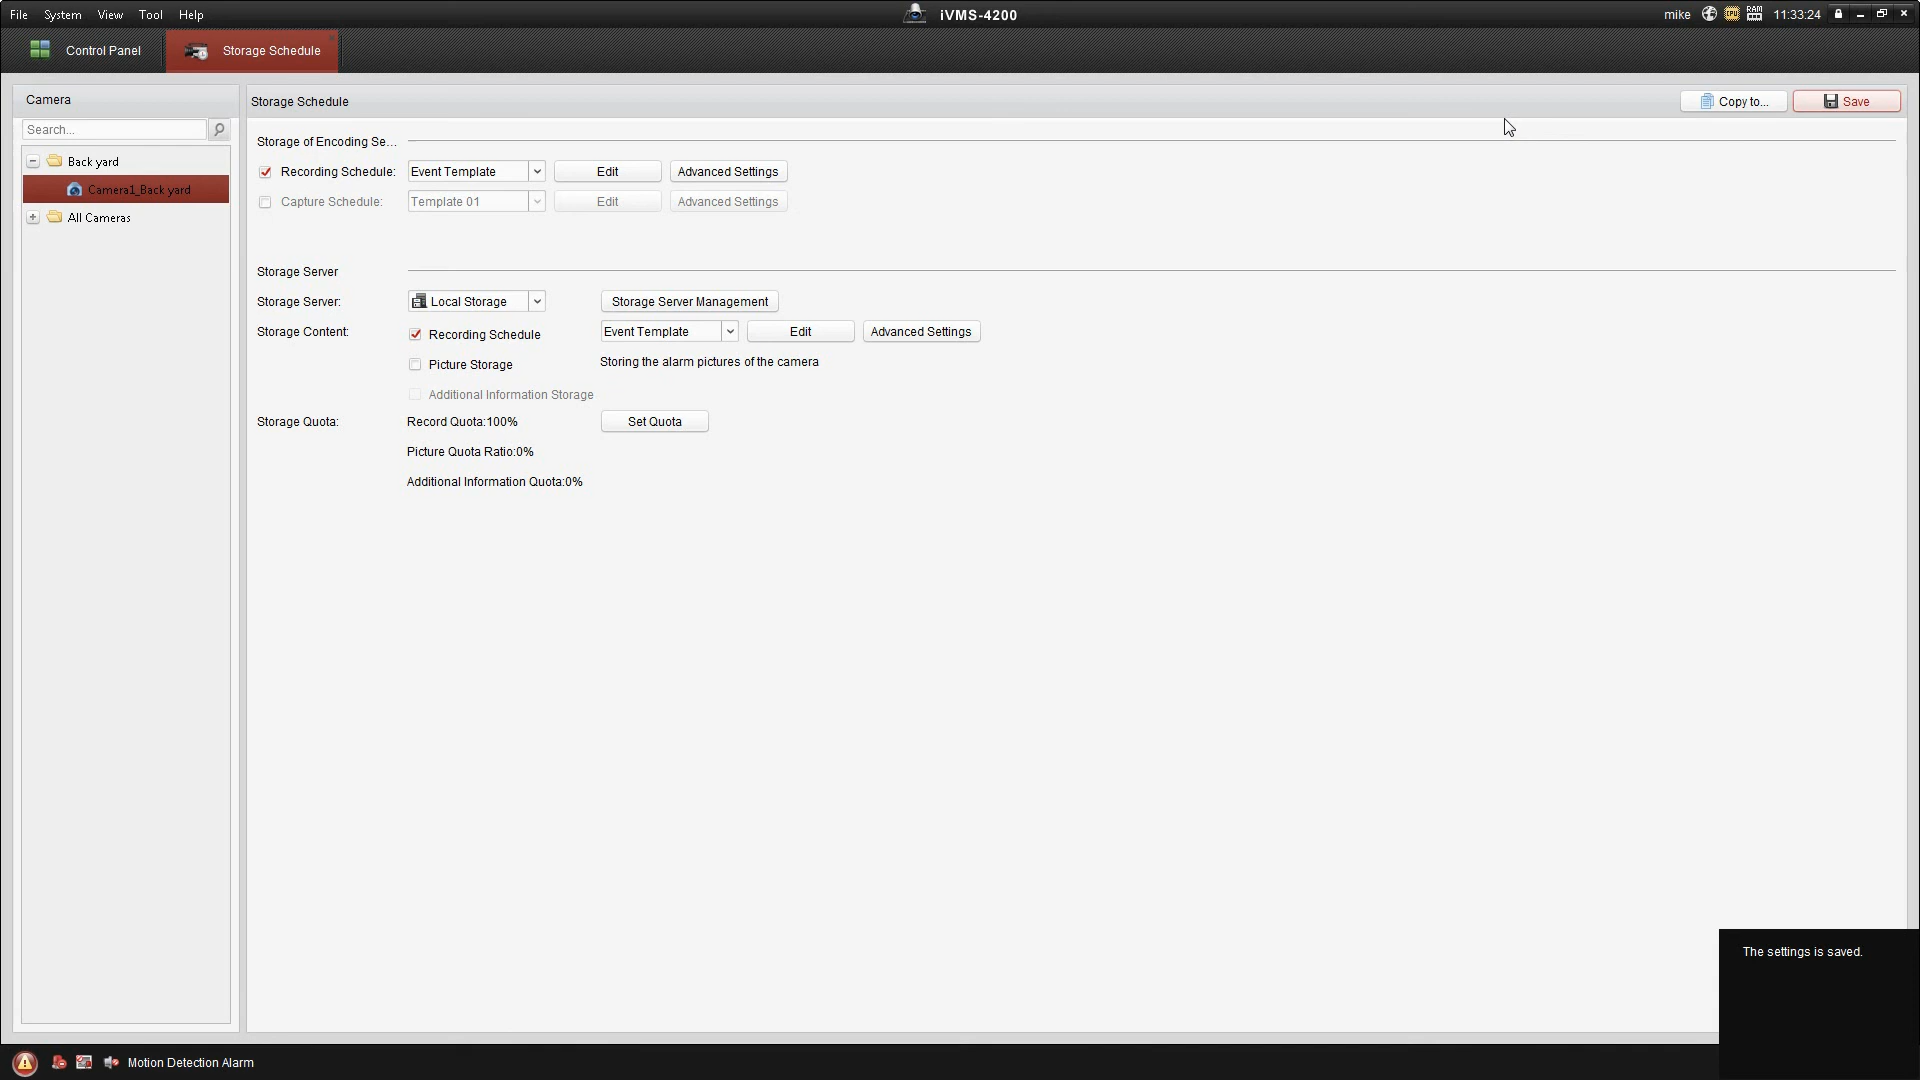 File System View Tool Help
iVMS-4200
mike CPU RAM 11:33:24
Control Panel
Storage Schedule
Camera
Search...
Back yard
Camera1_Back yard
All Cameras
Storage Schedule
Copy to...
Save
Storage of Encoding Se...
Recording Schedule: Event Template Edit Advanced Settings
Capture Schedule: Template 01 Edit Advanced Settings
Storage Server
Storage Server: Local Storage Storage Server Management
Storage Content: Recording Schedule Event Template Edit Advanced Settings
Picture Storage Storing the alarm pictures of the camera
Additional Information Storage
Storage Quota: Record Quota:100% Set Quota
Picture Quota Ratio:0%
Additional Information Quota:0%
The settings is saved.
Motion Detection Alarm